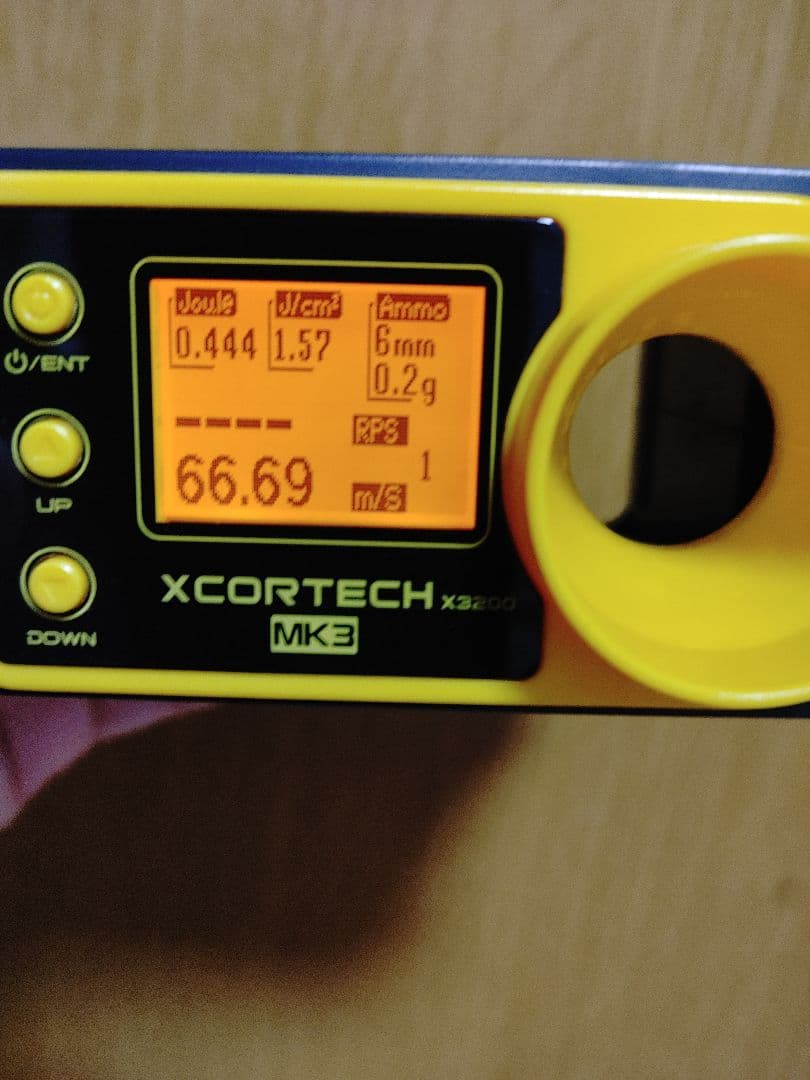 Joule J/cm² Ammo
0.444 1.57 6mm
0.2g
---- RPS
1
66.69 m/s
⏻/ENT
UP
DOWN
XCORTECH X3200
MK3